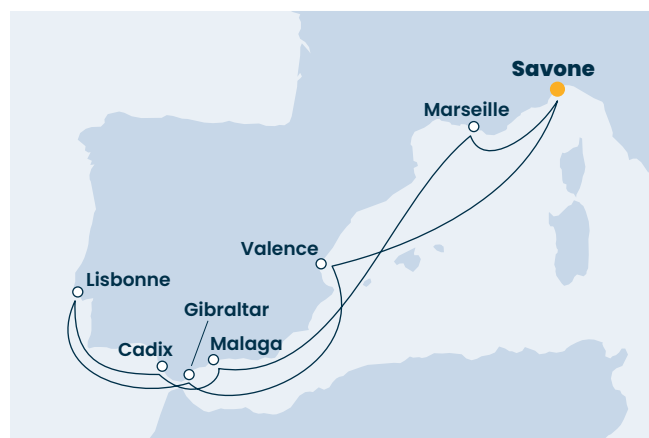 Savone
Marseille
Valence
Lisbonne
Gibraltar
Cadix
Malaga